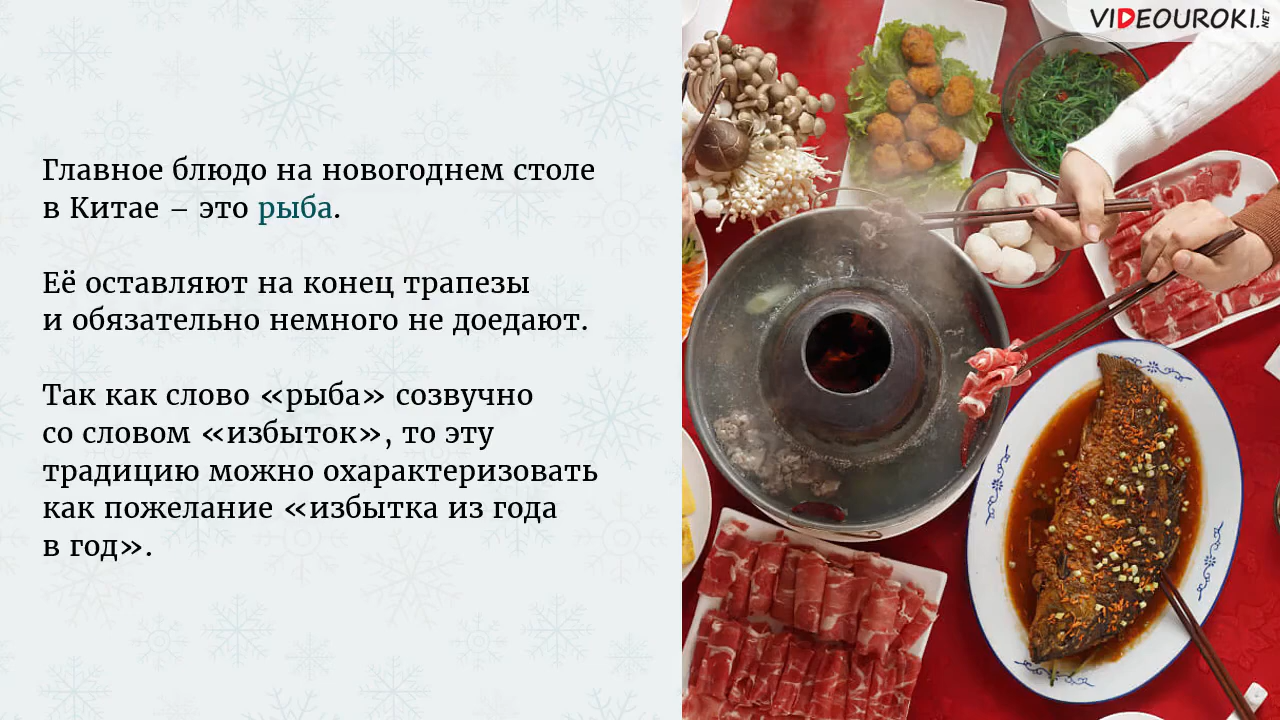 VIDEOUROKI.NET
Главное блюдо на новогоднем столе
в Китае – это рыба.
Её оставляют на конец трапезы
и обязательно немного не доедают.
Так как слово «рыба» созвучно
со словом «избыток», то эту
традицию можно охарактеризовать
как пожелание «избытка из года
в год».